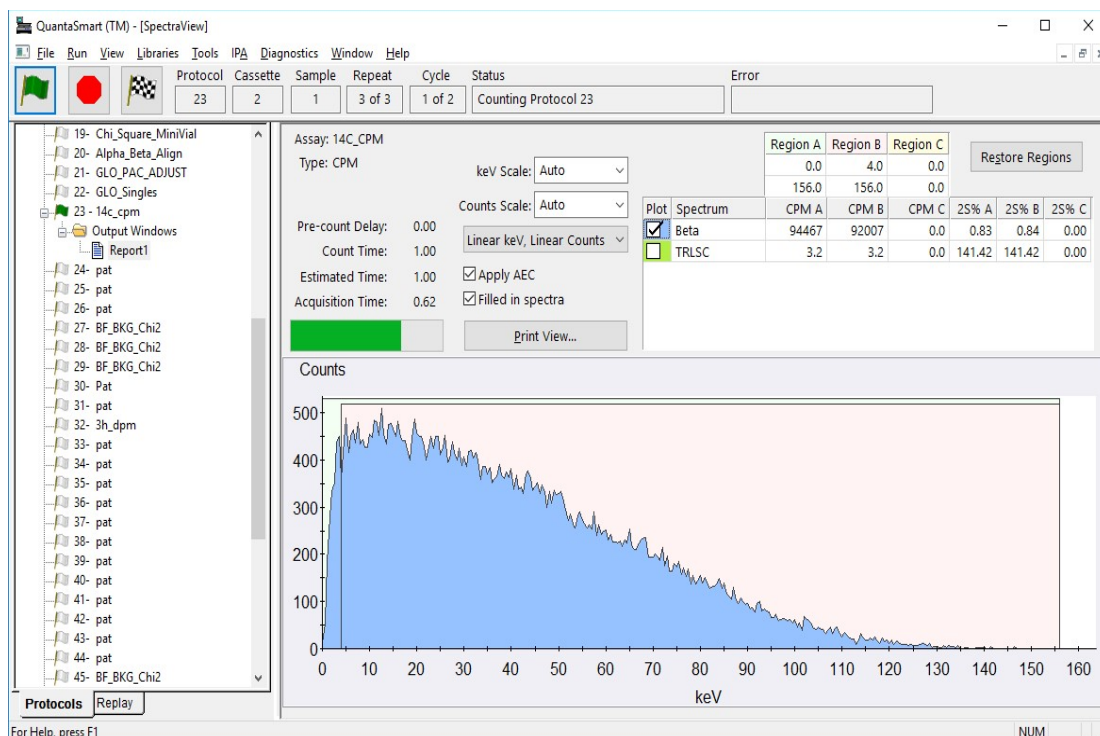 QuantaSmart (TM) - [SpectraView]
File Run View Libraries Tools IPA Diagnostics Window Help
Protocol Cassette Sample Repeat Cycle Status Error
23 2 1 3 of 3 1 of 2 Counting Protocol 23
19- Chi_Square_MiniVial
20- Alpha_Beta_Align
21- GLO_PAC_ADJUST
22- GLO_Singles
23 - 14c_cpm
Output Windows
Report1
24- pat
25- pat
26- pat
27- BF_BKG_Chi2
28- BF_BKG_Chi2
29- BF_BKG_Chi2
30- Pat
31- pat
32- 3h_dpm
33- pat
34- pat
35- pat
36- pat
37- pat
38- pat
39- pat
40- pat
41- pat
42- pat
43- pat
44- pat
45- BF_BKG_Chi2
Protocols Replay
Assay: 14C_CPM
Type: CPM
Pre-count Delay: 0.00
Count Time: 1.00
Estimated Time: 1.00
Acquisition Time: 0.62
keV Scale: Auto
Counts Scale: Auto
Linear keV, Linear Counts
Apply AEC
Filled in spectra
Print View...
Region A Region B Region C
0.0 4.0 0.0
156.0 156.0 0.0
Restore Regions
Plot Spectrum CPM A CPM B CPM C 2S% A 2S% B 2S% C
Beta 94467 92007 0.0 0.83 0.84 0.00
TRLSC 3.2 3.2 0.0 141.42 141.42 0.00
Counts
500
400
300
200
100
0
0 10 20 30 40 50 60 70 80 90 100 110 120 130 140 150 160
keV
For Help, press F1
NUM